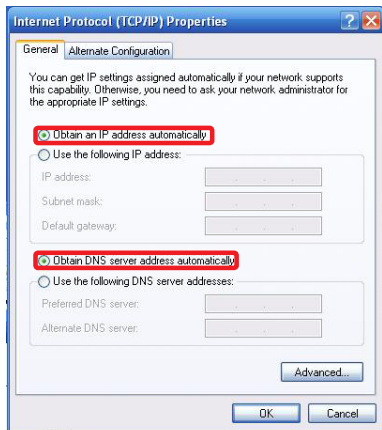 Internet Protocol (TCP/IP) Properties
General
Alternate Configuration
You can get IP settings assigned automatically if your network supports
this capability. Otherwise, you need to ask your network administrator for
the appropriate IP settings.
Obtain an IP address automatically
Use the following IP address:
IP address:
Subnet mask:
Default gateway:
Obtain DNS server address automatically
Use the following DNS server addresses:
Preferred DNS server:
Alternate DNS server:
Advanced...
OK
Cancel